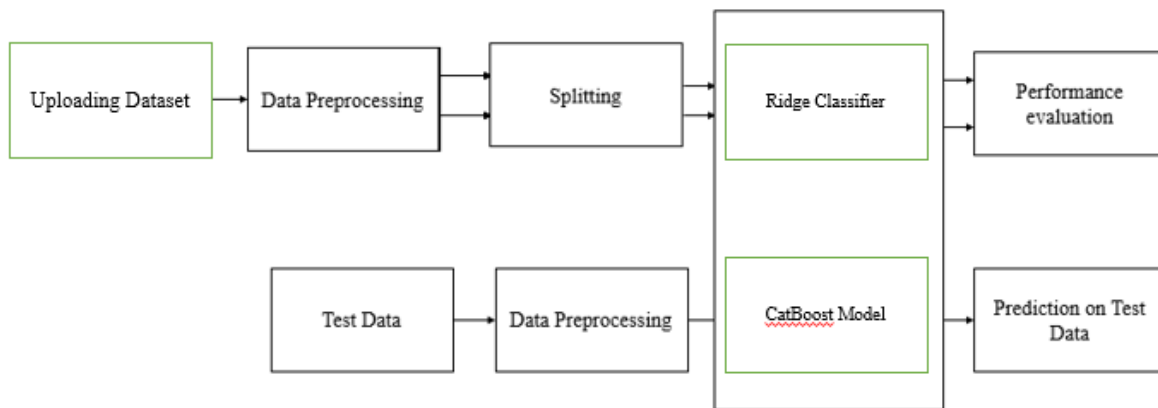 Uploading Dataset
Data Preprocessing
Splitting
Ridge Classifier
Performance
evaluation
Test Data
Data Preprocessing
CatBoost Model
Prediction on Test
Data